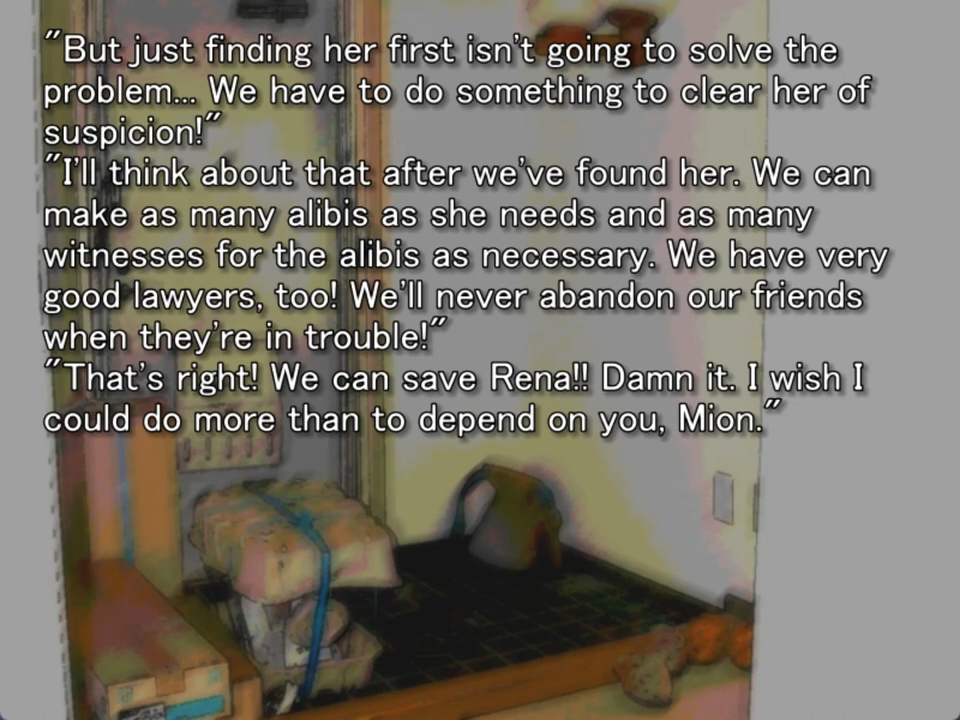 "But just finding her first isn't going to solve the
problem... We have to do something to clear her of
suspicion!"
"I'll think about that after we've found her. We can
make as many alibis as she needs and as many
witnesses for the alibis as necessary. We have very
good lawyers, too! We'll never abandon our friends
when they're in trouble!"
"That's right! We can save Rena!! Damn it. I wish I
could do more than to depend on you, Mion."